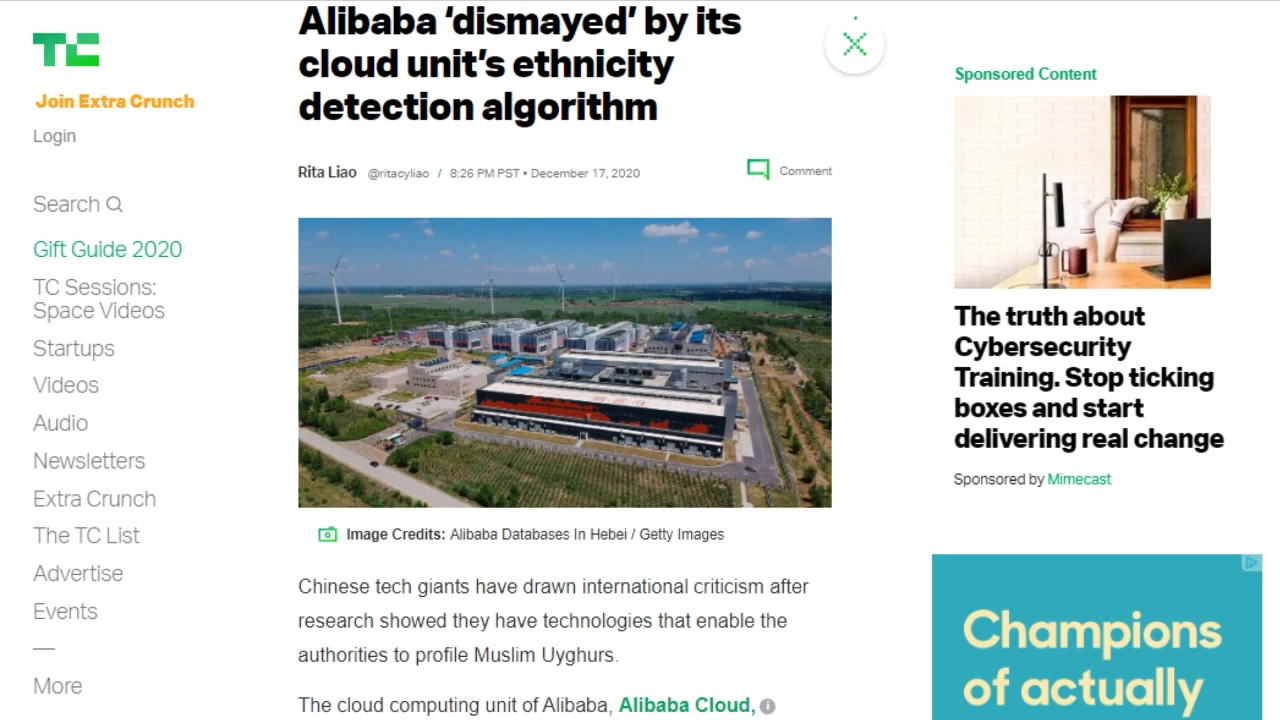 TC
Join Extra Crunch
Login
Search
Gift Guide 2020
TC Sessions:
Space Videos
Startups
Videos
Audio
Newsletters
Extra Crunch
The TC List
Advertise
Events
—
More
Alibaba ‘dismayed’ by its
cloud unit’s ethnicity
detection algorithm
Rita Liao @ritacyliao / 8:26 PM PST • December 17, 2020
Comment
Image Credits: Alibaba Databases In Hebei / Getty Images
Chinese tech giants have drawn international criticism after
research showed they have technologies that enable the
authorities to profile Muslim Uyghurs.
The cloud computing unit of Alibaba, Alibaba Cloud,
Sponsored Content
The truth about
Cybersecurity
Training. Stop ticking
boxes and start
delivering real change
Sponsored by Mimecast
Champions
of actually